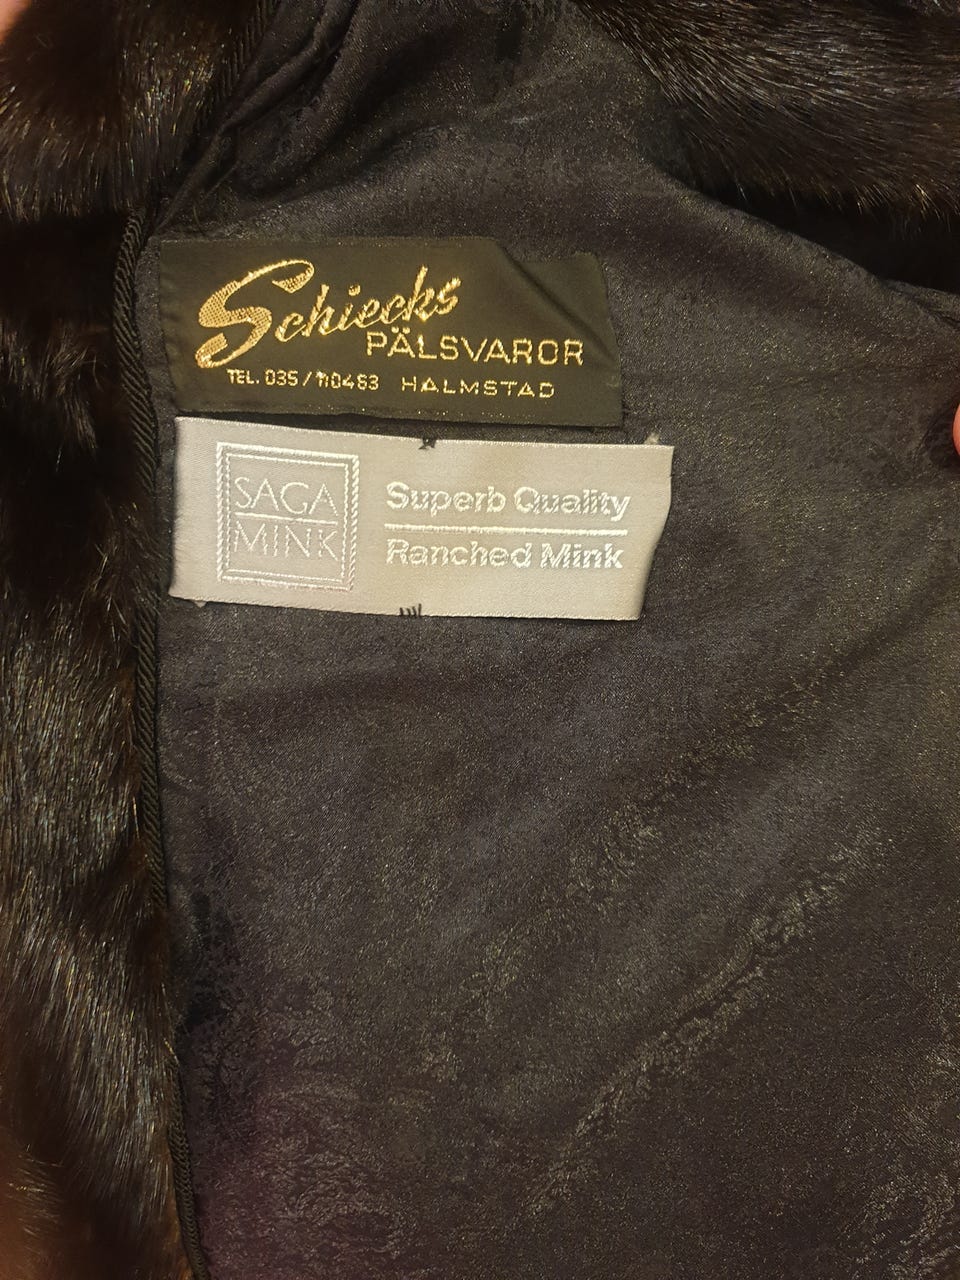 Schiecks
PÄLSVAROR
TEL. 035 / 110483 HALMSTAD
SAGA
MINK
Superb Quality
Ranched Mink